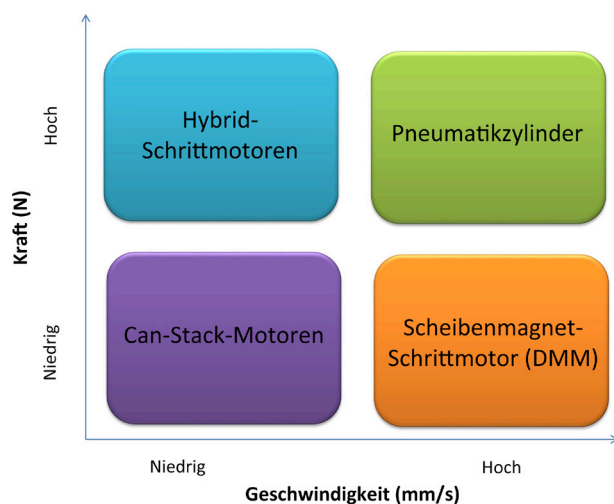 Kraft (N)
Hoch
Niedrig
Hybrid-
Schrittmotoren
Pneumatikzylinder
Can-Stack-Motoren
Scheibenmagnet-
Schrittmotor (DMM)
Niedrig
Hoch
Geschwindigkeit (mm/s)